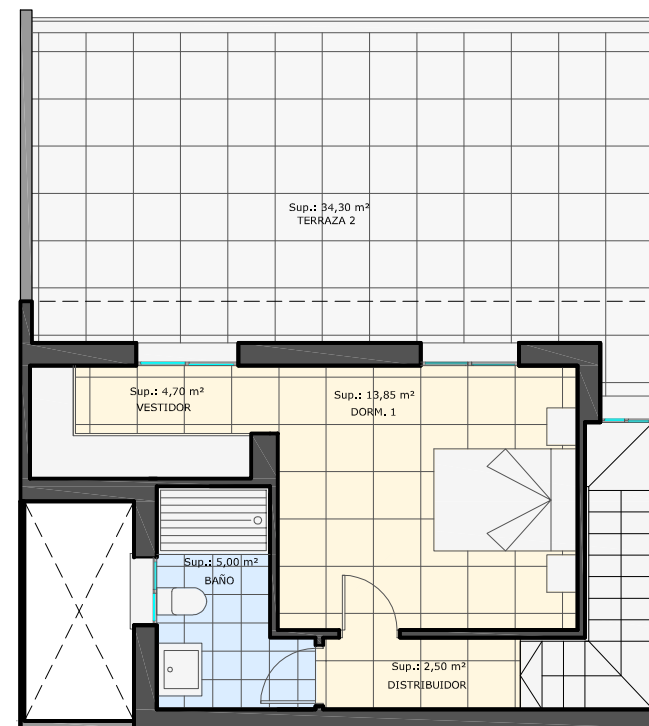 Sup.: 34,30 m²
TERRAZA 2
Sup.: 4,70 m²
VESTIDOR
Sup.: 13,85 m²
DORM. 1
Sup.: 5,00 m²
BAÑO
Sup.: 2,50 m²
DISTRIBUIDOR